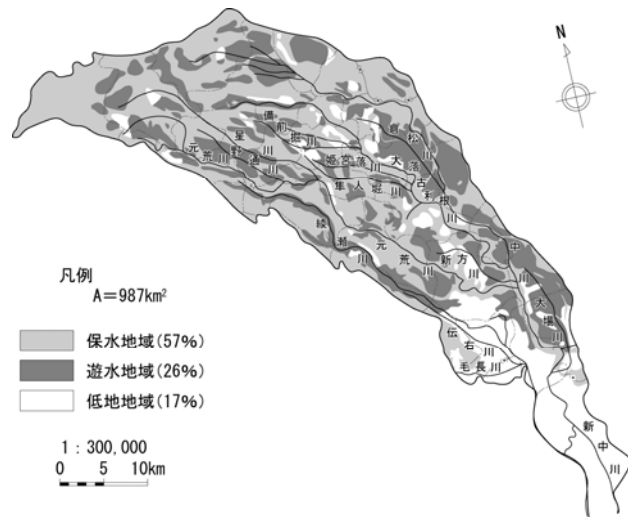 N
備前堀川
倉松川
星川
野通川
元荒川
姫宮落川
大落古利根川
隼人堀川
綾瀬川
元荒川
新方川
中川
大場川
伝右川
毛長川
新中川
凡例
A=987km²
保水地域(57%)
遊水地域(26%)
低地地域(17%)
1：300,000
0 5 10km